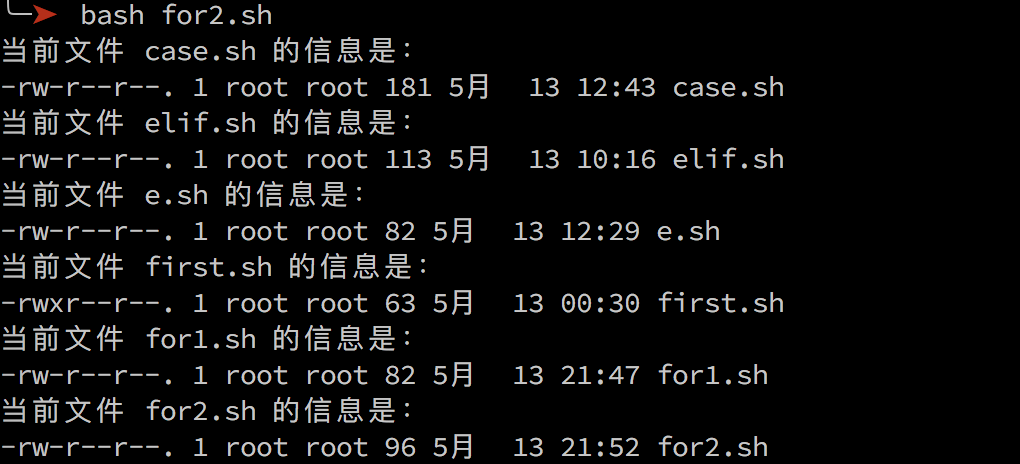 bash for2.sh
当前文件 case.sh 的信息是：
-rw-r--r--. 1 root root 181 5月  13 12:43 case.sh
当前文件 elif.sh 的信息是：
-rw-r--r--. 1 root root 113 5月  13 10:16 elif.sh
当前文件 e.sh 的信息是：
-rw-r--r--. 1 root root 82 5月  13 12:29 e.sh
当前文件 first.sh 的信息是：
-rwxr--r--. 1 root root 63 5月  13 00:30 first.sh
当前文件 for1.sh 的信息是：
-rw-r--r--. 1 root root 82 5月  13 21:47 for1.sh
当前文件 for2.sh 的信息是：
-rw-r--r--. 1 root root 96 5月  13 21:52 for2.sh